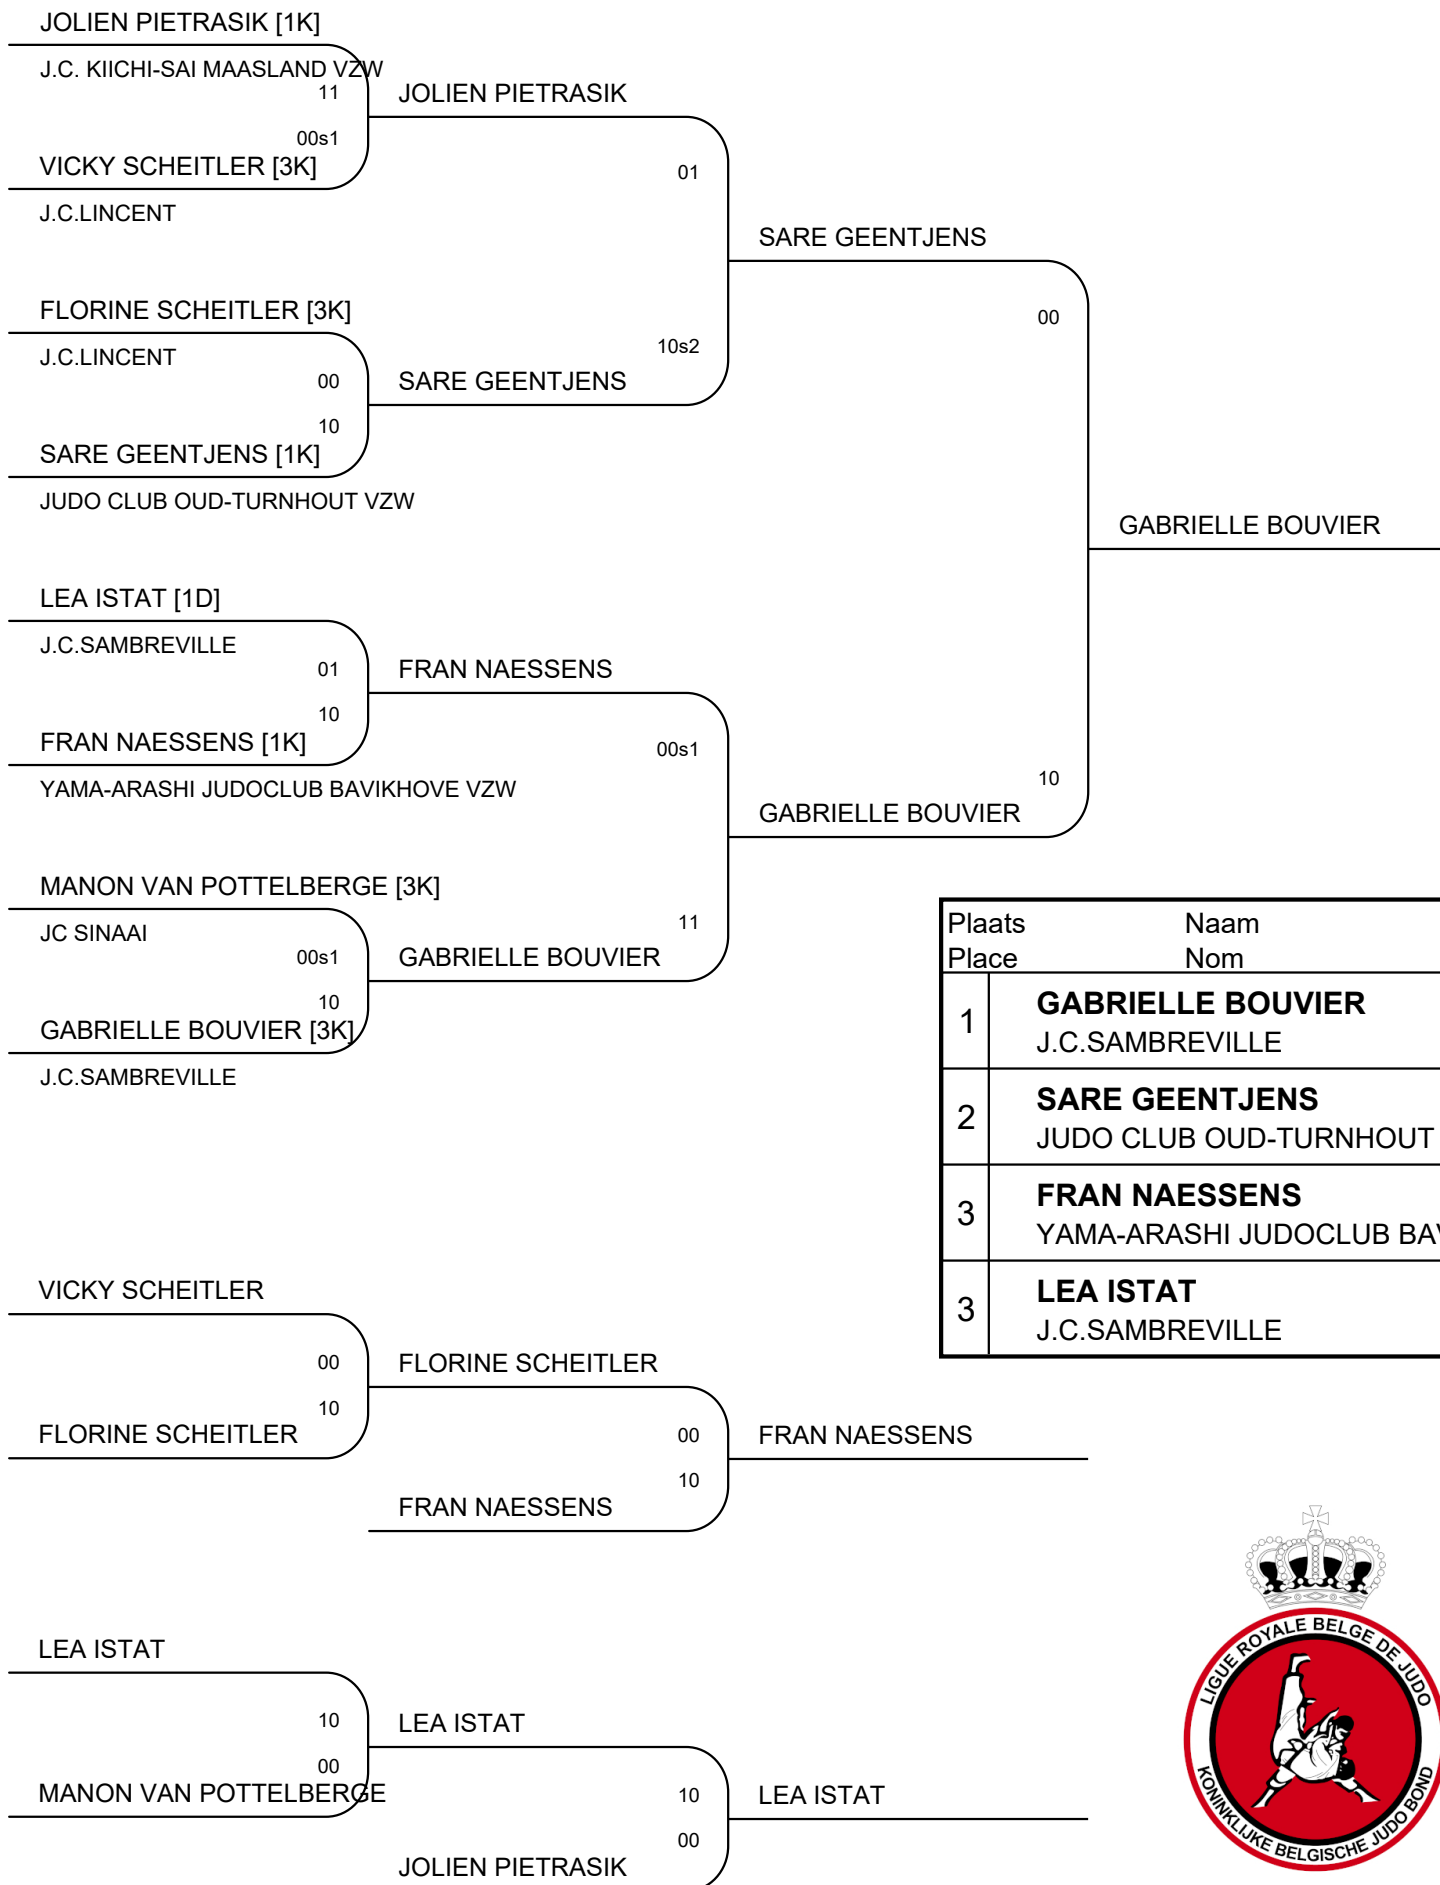 JOLIEN PIETRASIK [1K]
J.C. KIICHI-SAI MAASLAND VZW
11
JOLIEN PIETRASIK
00s1
VICKY SCHEITLER [3K]
01
J.C.LINCENT
SARE GEENTJENS
FLORINE SCHEITLER [3K]
00
J.C.LINCENT
10s2
00
SARE GEENTJENS
10
SARE GEENTJENS [1K]
JUDO CLUB OUD-TURNHOUT VZW
GABRIELLE BOUVIER
LEA ISTAT [1D]
J.C.SAMBREVILLE
01
FRAN NAESSENS
10
FRAN NAESSENS [1K]
00s1
YAMA-ARASHI JUDOCLUB BAVIKHOVE VZW
10
GABRIELLE BOUVIER
MANON VAN POTTELBERGE [3K]
11
JC SINAAI
00s1
GABRIELLE BOUVIER
10
GABRIELLE BOUVIER [3K]
J.C.SAMBREVILLE
Plaats Naam
Place Nom
1 GABRIELLE BOUVIER
J.C.SAMBREVILLE
2 SARE GEENTJENS
JUDO CLUB OUD-TURNHOUT
3 FRAN NAESSENS
YAMA-ARASHI JUDOCLUB BA
3 LEA ISTAT
J.C.SAMBREVILLE
VICKY SCHEITLER
00
FLORINE SCHEITLER
10
FLORINE SCHEITLER
00
FRAN NAESSENS
10
FRAN NAESSENS
LEA ISTAT
10
LEA ISTAT
00
MANON VAN POTTELBERGE
10
LEA ISTAT
00
JOLIEN PIETRASIK
LIGUE ROYALE BELGE DE JUDO
KONINKLIJKE BELGISCHE JUDO BOND